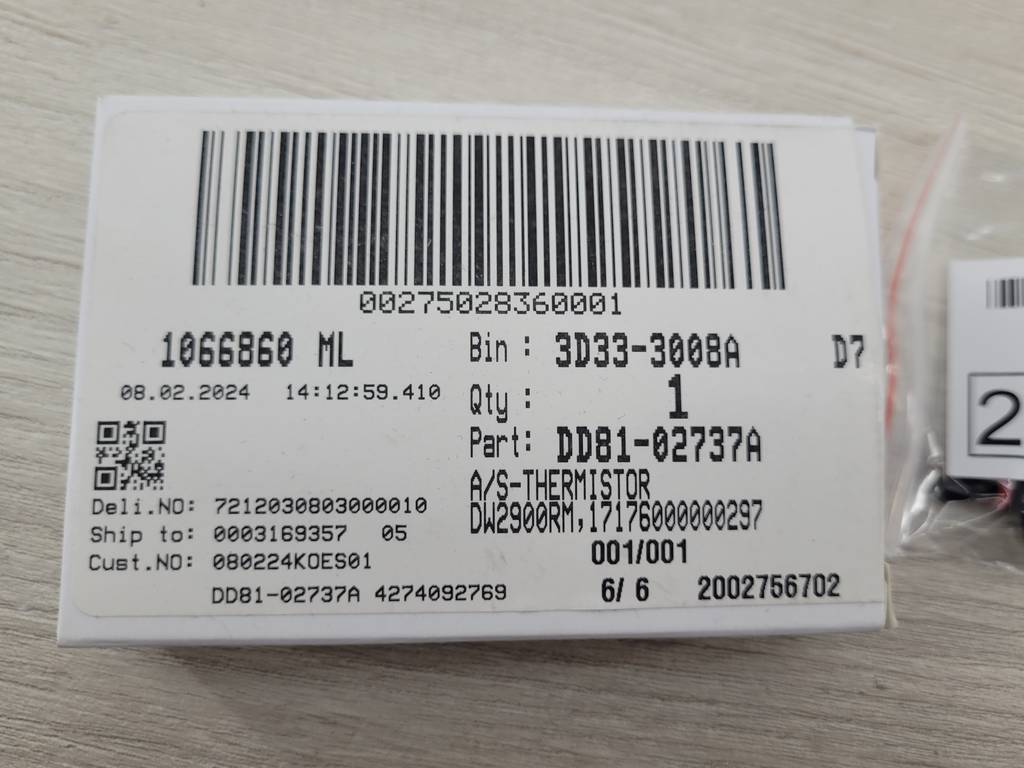 00275028360001
1066860 ML
Bin : 3D33-3008A D7
08.02.2024 14:12:59.410
Qty : 1
Part: DD81-02737A
A/S-THERMISTOR
DW2900RM,17176000000297
Deli.NO: 7212030803000010
Ship to: 0003169357 05
001/001
Cust.NO: 080224KOES01
DD81-02737A 4274092769
6/ 6 2002756702
2